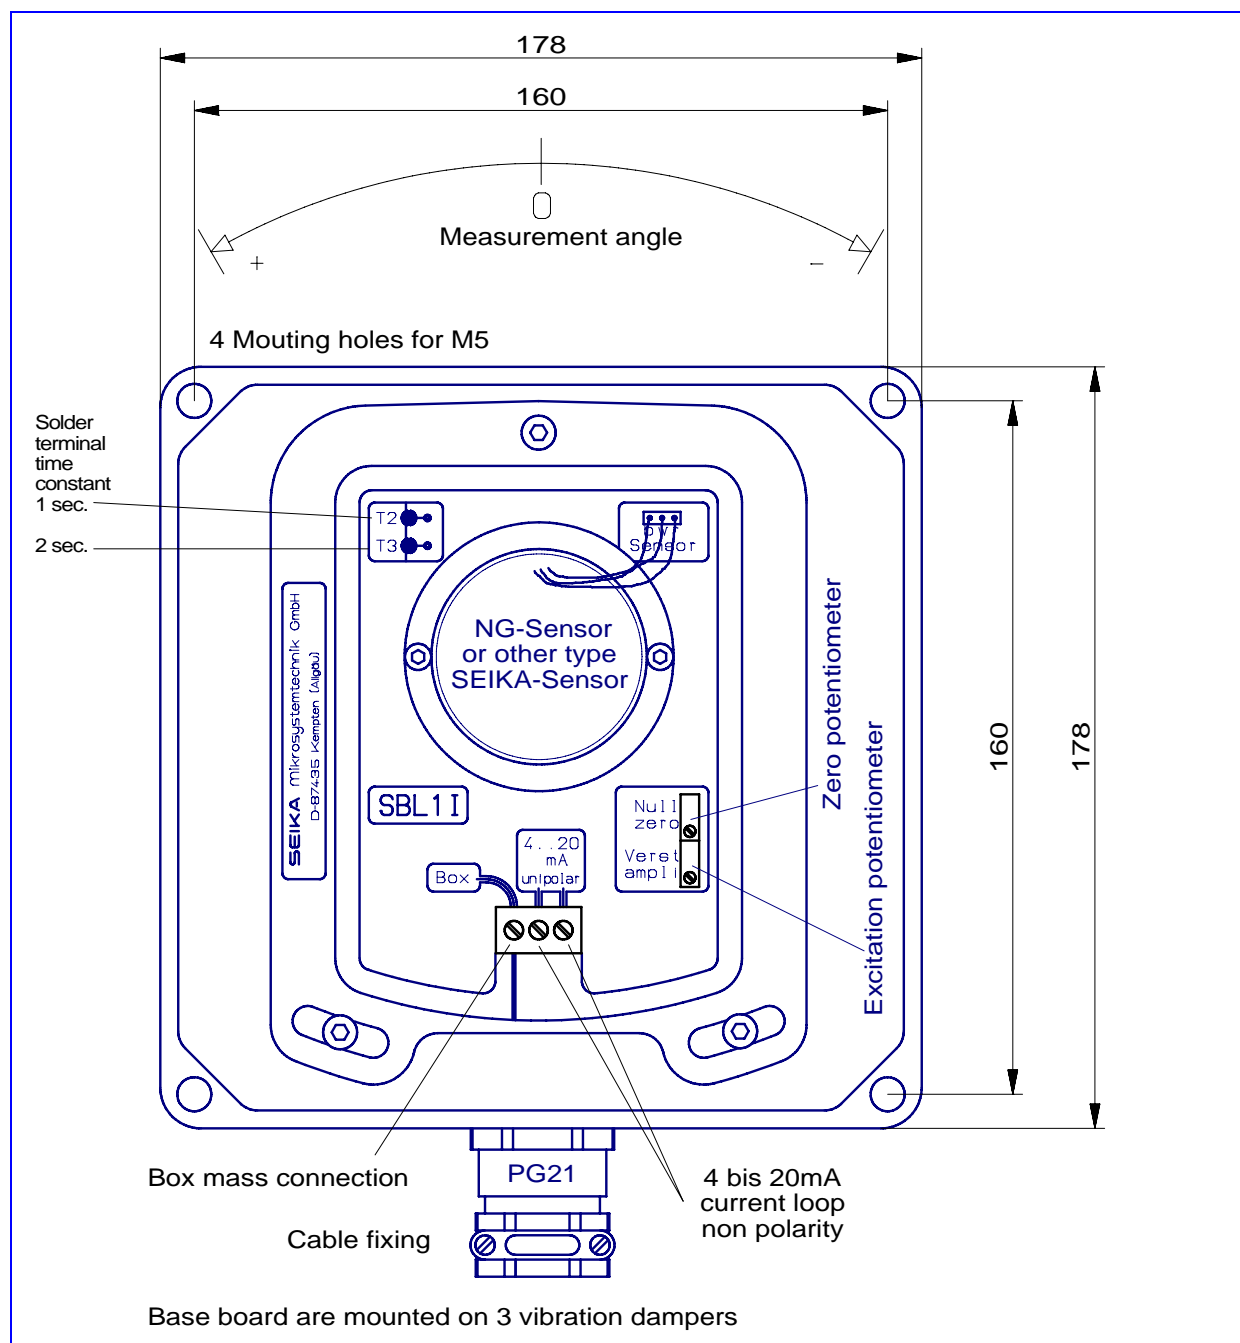 178
160
0
Measurement angle
+
-
4 Mouting holes for M5
Solder
terminal
time
constant
1 sec.
2 sec.
T2
T3
pwr
Sensor
NG-Sensor
or other type
SEIKA-Sensor
SEIKA Mikrosystemtechnik GmbH
D-87435 Kempten (Allgäu)
Zero potentiometer
Excitation potentiometer
160
178
SBL1I
Null
zero
Verst
ampli
4..20
mA
unipolar
Box
Box mass connection
PG21
4 bis 20mA
current loop
non polarity
Cable fixing
Base board are mounted on 3 vibration dampers